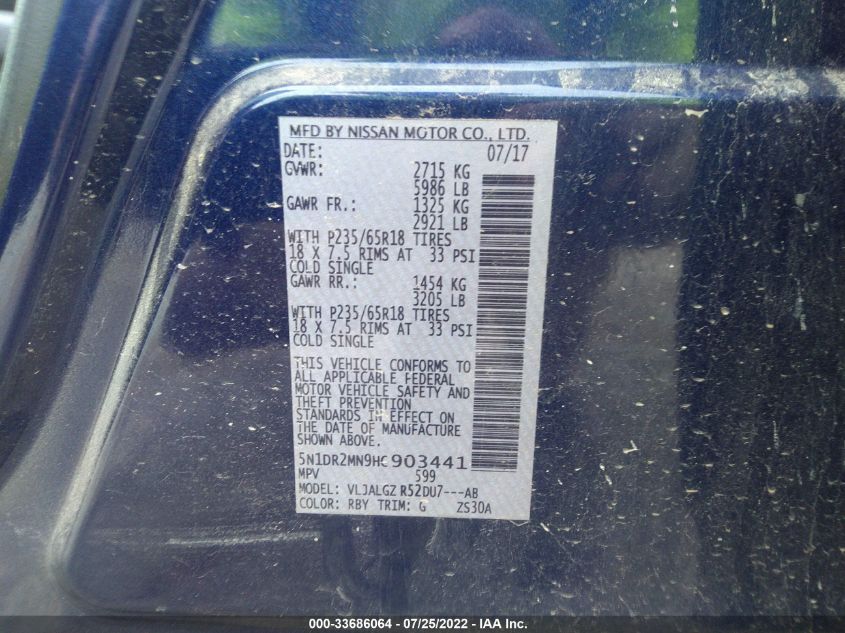 MFD BY NISSAN MOTOR CO., LTD.
DATE: 07/17
GVWR: 2715 KG
5986 LB
GAWR FR.: 1325 KG
2921 LB
WITH P235/65R18 TIRES
18 X 7.5 RIMS AT 33 PSI
COLD SINGLE
GAWR RR.: 1454 KG
3205 LB
WITH P235/65R18 TIRES
18 X 7.5 RIMS AT 33 PSI
COLD SINGLE
THIS VEHICLE CONFORMS TO
ALL APPLICABLE FEDERAL
MOTOR VEHICLE SAFETY AND
THEFT PREVENTION
STANDARDS IN EFFECT ON
THE DATE OF MANUFACTURE
SHOWN ABOVE.
5N1DR2MN9HC903441
MPV 599
MODEL: VLJALGZ R52DU7---AB
COLOR: RBY TRIM: G ZS30A
000-33686064 - 07/25/2022 - IAA Inc.